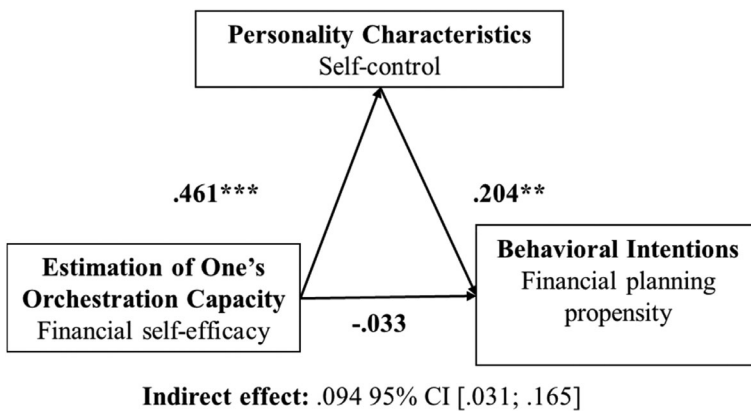 Personality Characteristics
Self-control
.461***
.204**
Estimation of One's
Orchestration Capacity
Financial self-efficacy
-.033
Behavioral Intentions
Financial planning
propensity
Indirect effect: .094 95% CI [.031; .165]